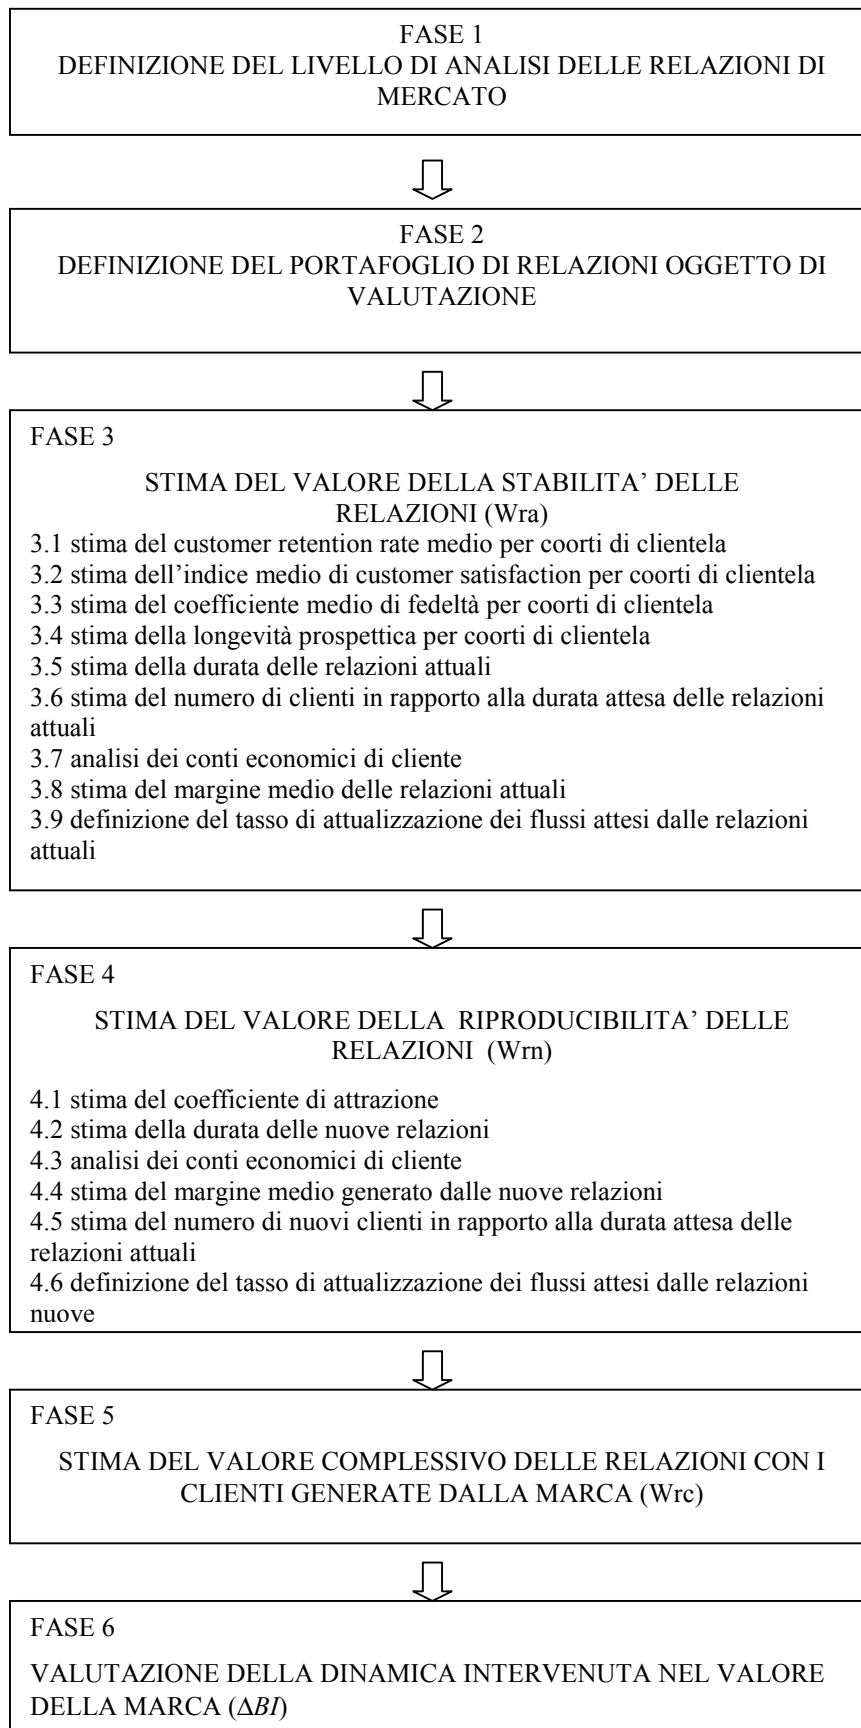 FASE 1
DEFINIZIONE DEL LIVELLO DI ANALISI DELLE RELAZIONI DI
MERCATO
FASE 2
DEFINIZIONE DEL PORTAFOGLIO DI RELAZIONI OGGETTO DI
VALUTAZIONE
FASE 3
STIMA DEL VALORE DELLA STABILITA’ DELLE
RELAZIONI (Wra)
3.1 stima del customer retention rate medio per coorti di clientela
3.2 stima dell’indice medio di customer satisfaction per coorti di clientela
3.3 stima del coefficiente medio di fedeltà per coorti di clientela
3.4 stima della longevità prospettica per coorti di clientela
3.5 stima della durata delle relazioni attuali
3.6 stima del numero di clienti in rapporto alla durata attesa delle relazioni
attuali
3.7 analisi dei conti economici di cliente
3.8 stima del margine medio delle relazioni attuali
3.9 definizione del tasso di attualizzazione dei flussi attesi dalle relazioni
attuali
FASE 4
STIMA DEL VALORE DELLA RIPRODUCIBILITA’ DELLE
RELAZIONI (Wrn)
4.1 stima del coefficiente di attrazione
4.2 stima della durata delle nuove relazioni
4.3 analisi dei conti economici di cliente
4.4 stima del margine medio generato dalle nuove relazioni
4.5 stima del numero di nuovi clienti in rapporto alla durata attesa delle
relazioni attuali
4.6 definizione del tasso di attualizzazione dei flussi attesi dalle relazioni
nuove
FASE 5
STIMA DEL VALORE COMPLESSIVO DELLE RELAZIONI CON I
CLIENTI GENERATE DALLA MARCA (Wrc)
FASE 6
VALUTAZIONE DELLA DINAMICA INTERVENUTA NEL VALORE
DELLA MARCA (ΔBI)